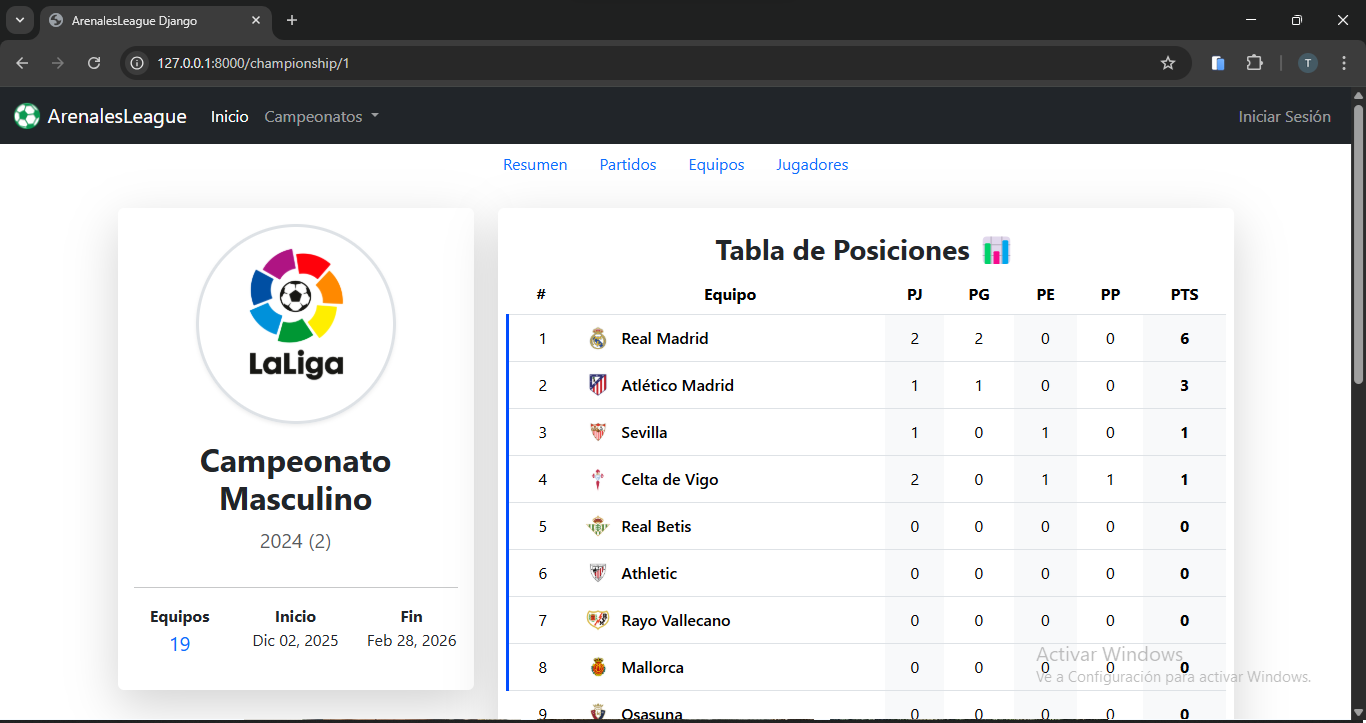 ArenalesLeague Django
127.0.0.1:8000/championship/1
T
ArenalesLeague Inicio Campeonatos Iniciar Sesión
Resumen Partidos Equipos Jugadores
LaLiga
Campeonato
Masculino
2024 (2)
Equipos Inicio Fin
19 Dic 02, 2025 Feb 28, 2026
Tabla de Posiciones
# Equipo PJ PG PE PP PTS
1 Real Madrid 2 2 0 0 6
2 Atlético Madrid 1 1 0 0 3
3 Sevilla 1 0 1 0 1
4 Celta de Vigo 2 0 1 1 1
5 Real Betis 0 0 0 0 0
6 Athletic 0 0 0 0 0
7 Rayo Vallecano 0 0 0 0 0
8 Mallorca 0 0 0 0 0
9 Osasuna 0 0 0 0 0
Activar Windows
Ve a Configuración para activar Windows.